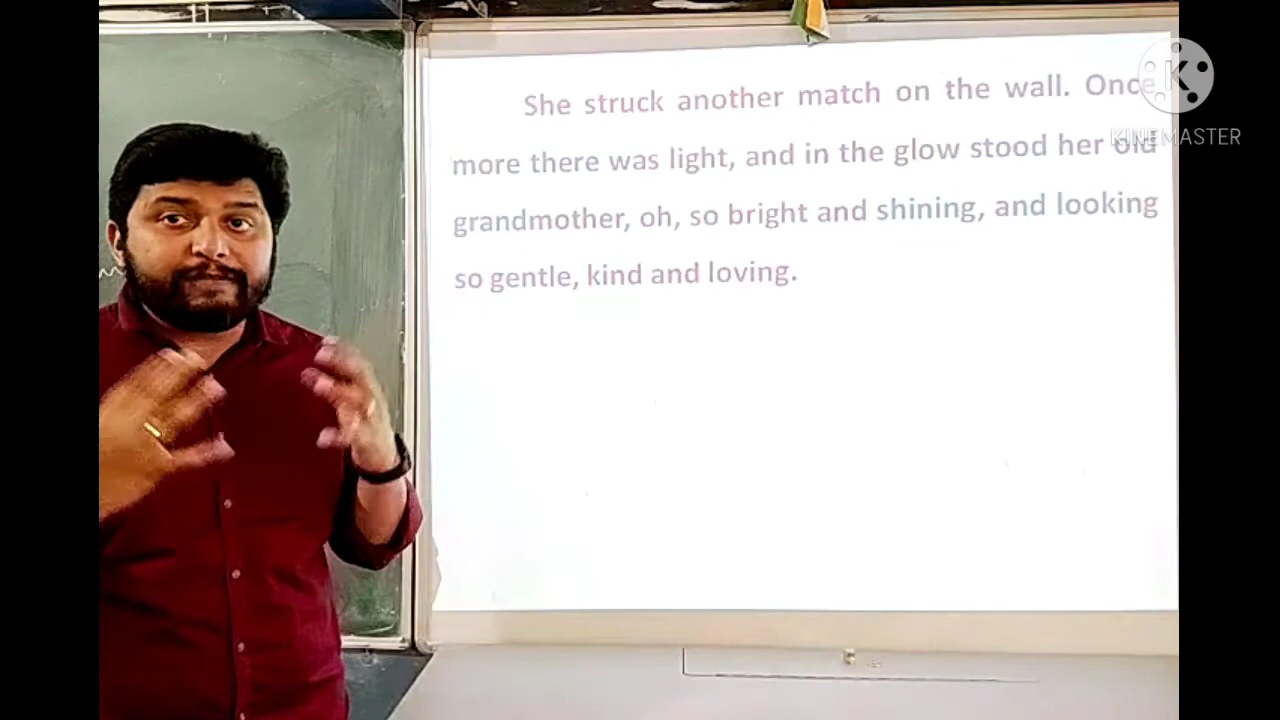 She struck another match on the wall. Once
more there was light, and in the glow stood her old
grandmother, oh, so bright and shining, and looking
so gentle, kind and loving.
K
KINEMASTER